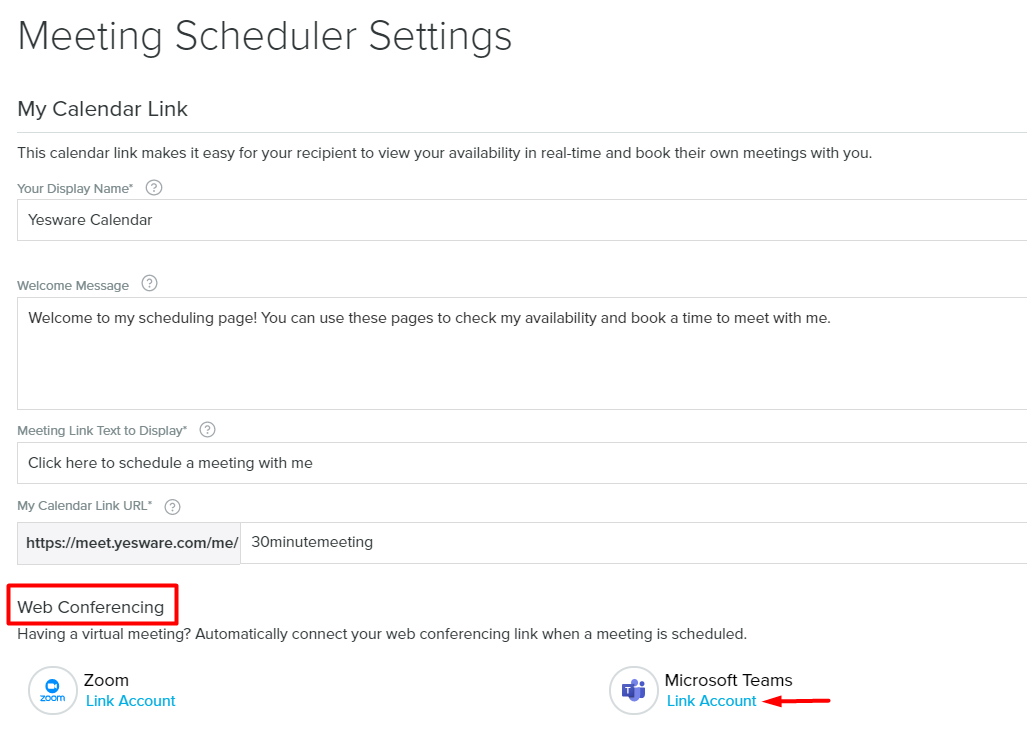 Meeting Scheduler Settings
My Calendar Link
This calendar link makes it easy for your recipient to view your availability in real-time and book their own meetings with you.
Your Display Name* ?
Yesware Calendar
Welcome Message ?
Welcome to my scheduling page! You can use these pages to check my availability and book a time to meet with me.
Meeting Link Text to Display* ?
Click here to schedule a meeting with me
My Calendar Link URL* ?
https://meet.yesware.com/me/ 30minutemeeting
Web Conferencing
Having a virtual meeting? Automatically connect your web conferencing link when a meeting is scheduled.
zoom
Zoom
Link Account
T
Microsoft Teams
Link Account